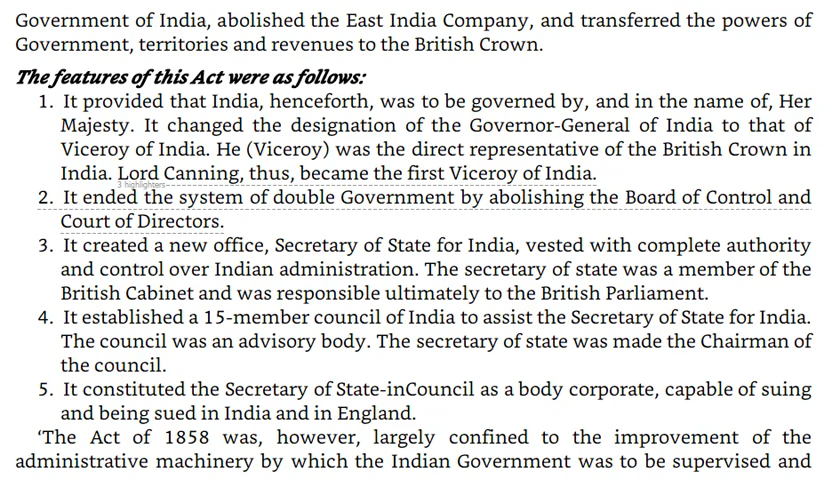 Government of India, abolished the East India Company, and transferred the powers of
Government, territories and revenues to the British Crown.
The features of this Act were as follows:
1. It provided that India, henceforth, was to be governed by, and in the name of, Her
Majesty. It changed the designation of the Governor-General of India to that of
Viceroy of India. He (Viceroy) was the direct representative of the British Crown in
India. Lord Canning, thus, became the first Viceroy of India.
3 highlighters
2. It ended the system of double Government by abolishing the Board of Control and
Court of Directors.
3. It created a new office, Secretary of State for India, vested with complete authority
and control over Indian administration. The secretary of state was a member of the
British Cabinet and was responsible ultimately to the British Parliament.
4. It established a 15-member council of India to assist the Secretary of State for India.
The council was an advisory body. The secretary of state was made the Chairman of
the council.
5. It constituted the Secretary of State-inCouncil as a body corporate, capable of suing
and being sued in India and in England.
‘The Act of 1858 was, however, largely confined to the improvement of the
administrative machinery by which the Indian Government was to be supervised and